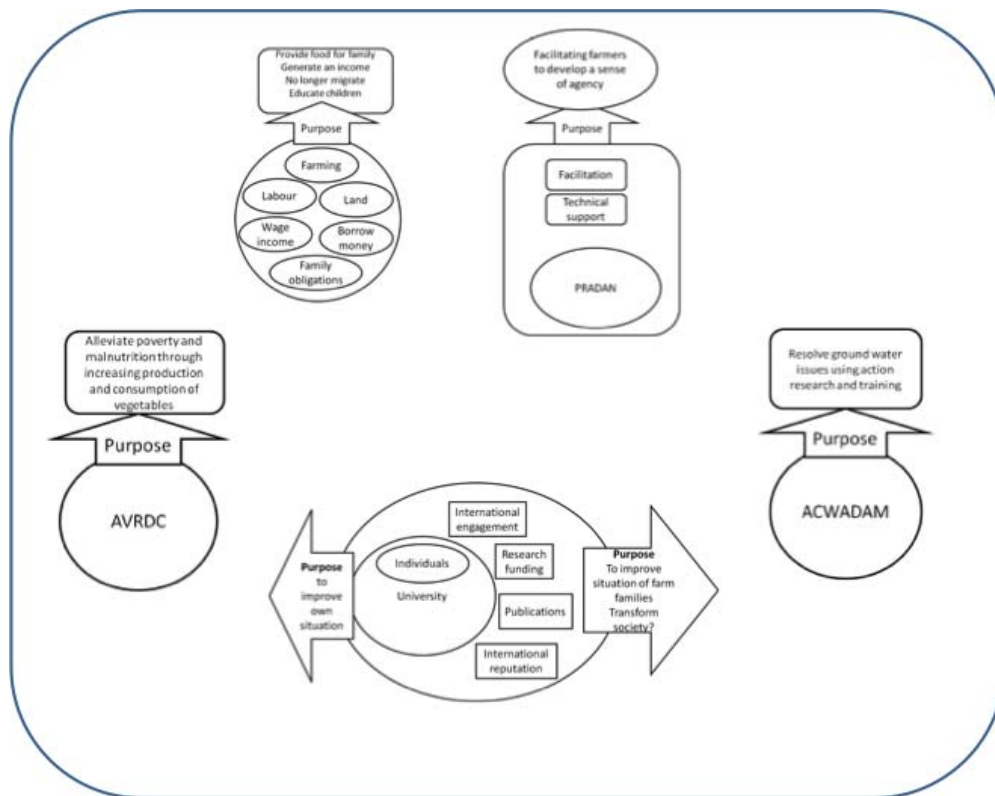 Provide food for family
Generate an income
No longer migrate
Educate children
Purpose
Farming
Labour
Land
Wage
income
Borrow
money
Family
obligations
Facilitating farmers
to develop a sense
of agency
Purpose
Facilitation
Technical
support
PRADAN
Alleviate poverty and
malnutrition through
increasing production
and consumption of
vegetables
Purpose
AVRDC
Resolve ground water
issues using action
research and training
Purpose
ACWADAM
Purpose
to
improve
own
situation
Individuals
University
International
engagement
Research
funding
Publications
International
reputation
Purpose
To improve
situation of farm
families
Transform
society?